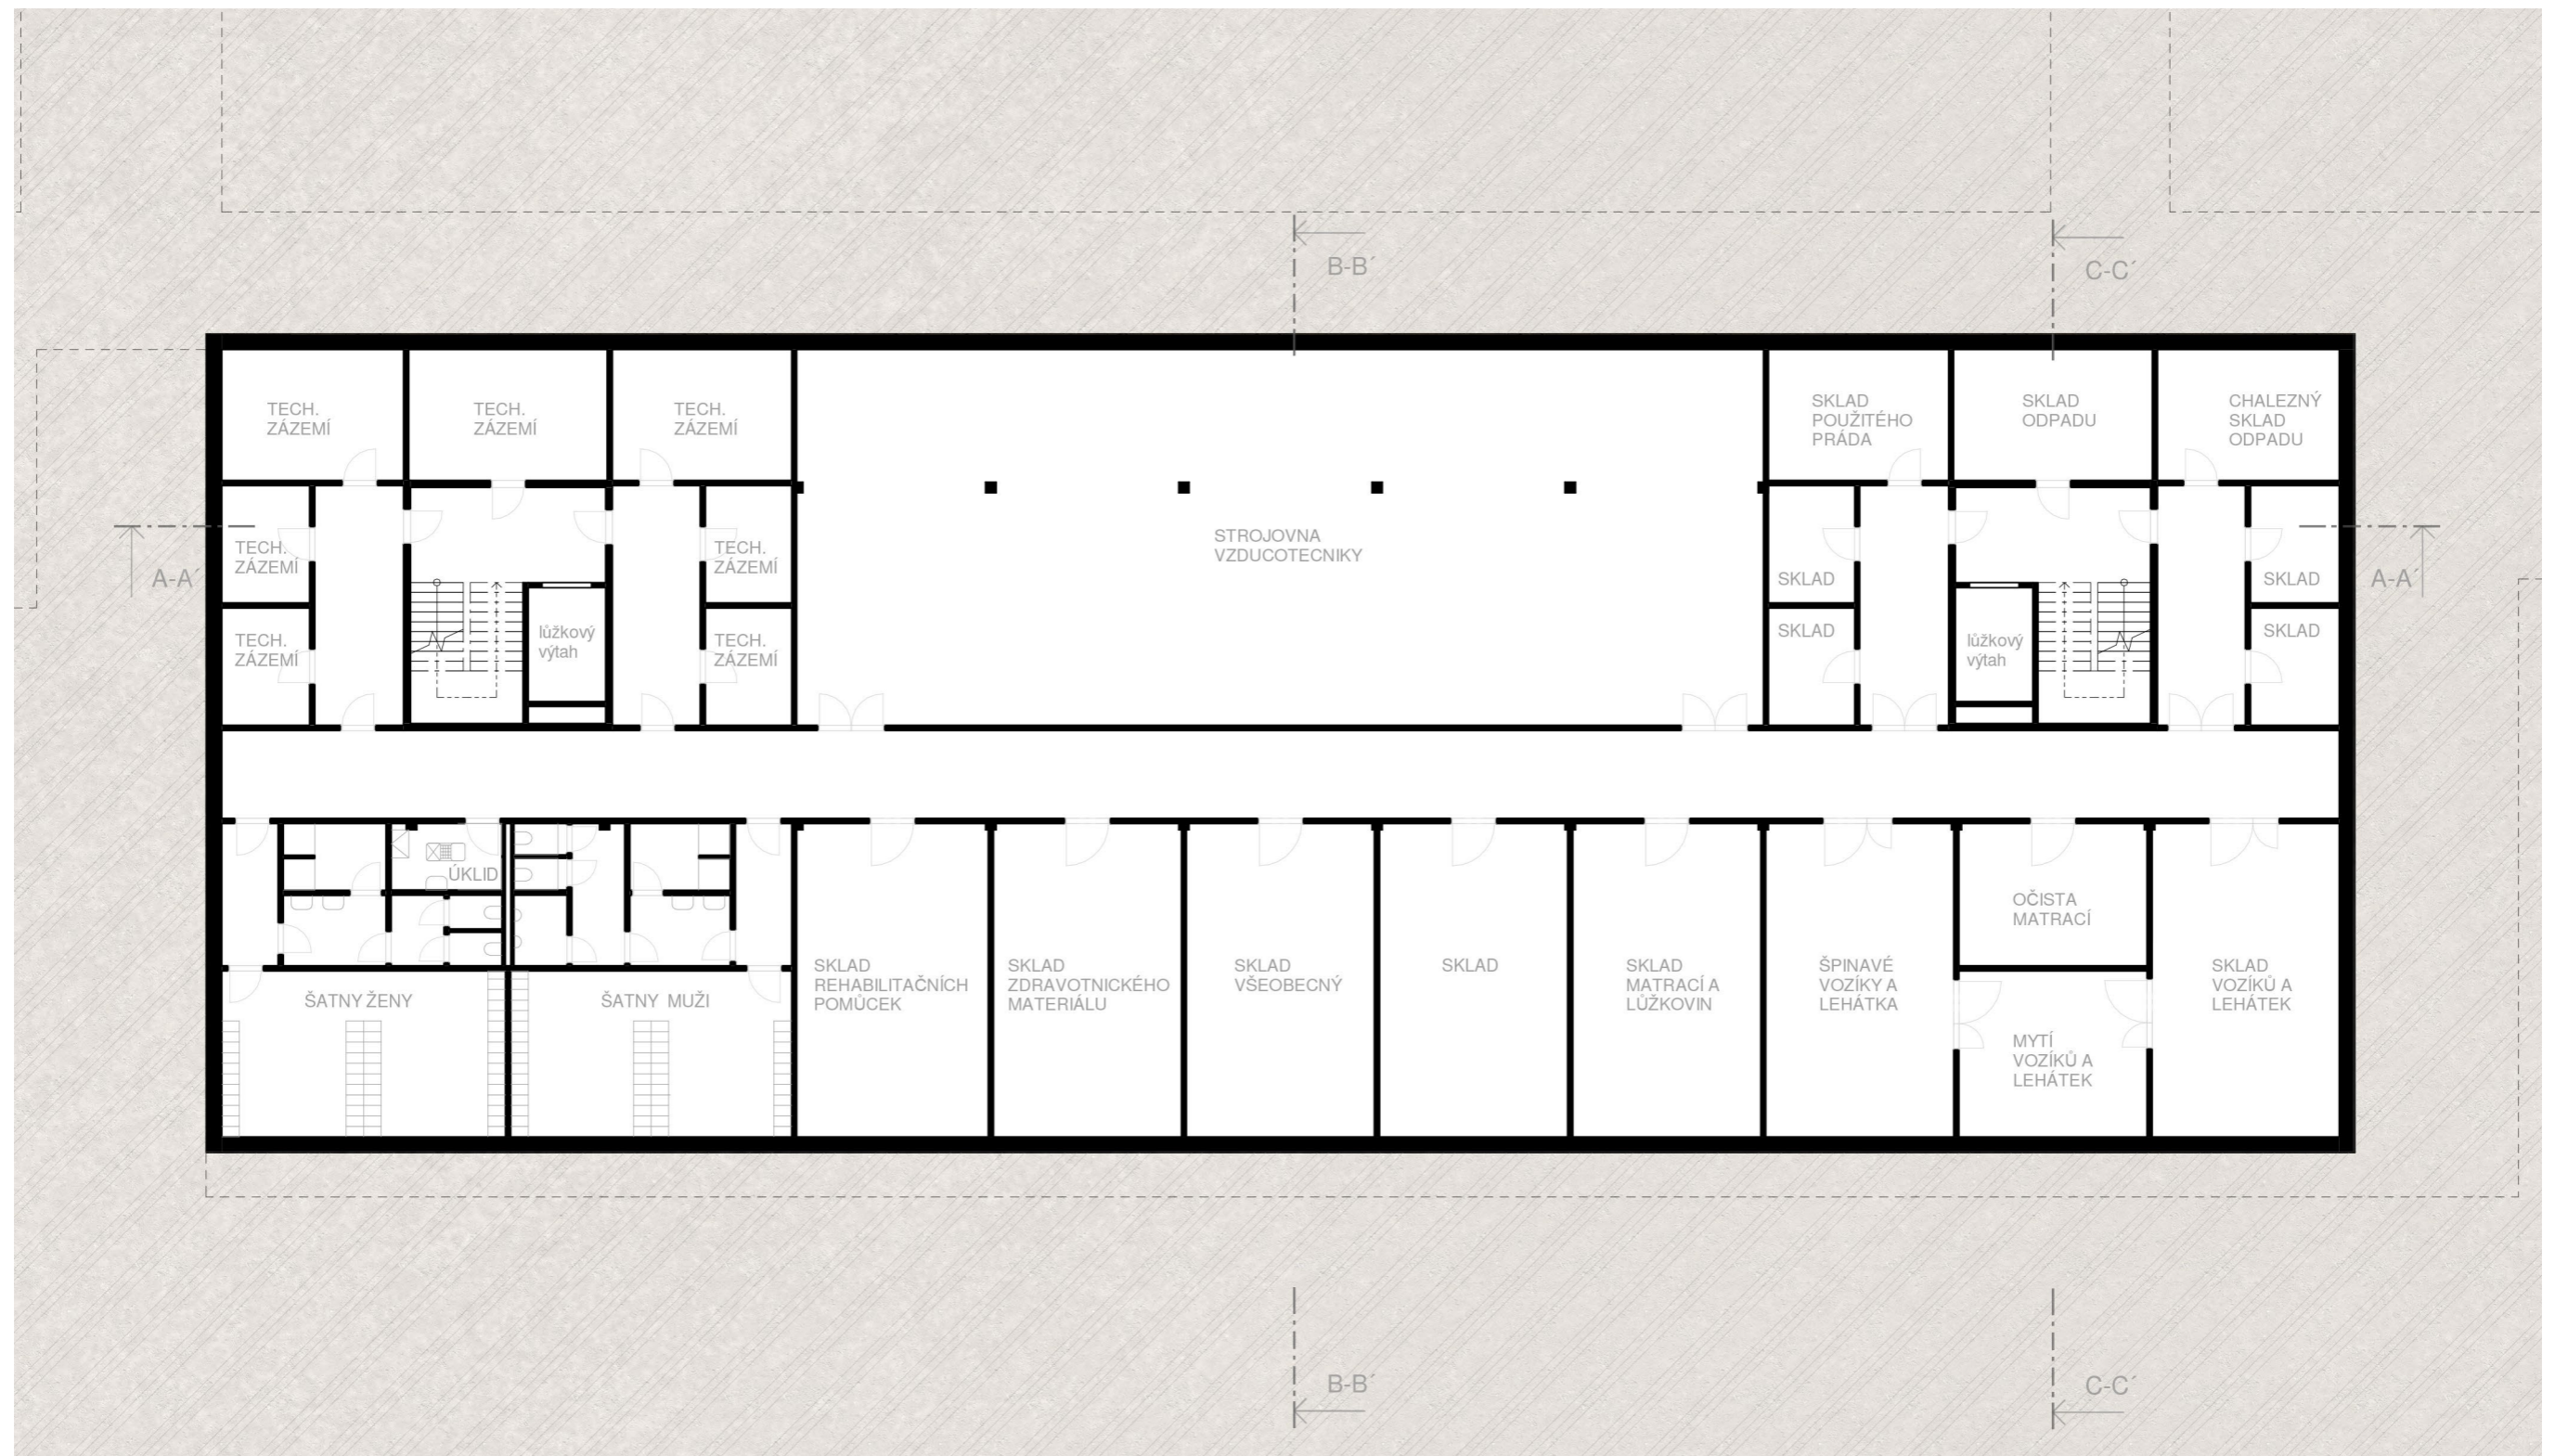 B-B´
C-C´
TECH.
ZÁZEMÍ
TECH.
ZÁZEMÍ
TECH.
ZÁZEMÍ
SKLAD
POUŽITÉHO
PRÁDA
SKLAD
ODPADU
CHALEZNÝ
SKLAD
ODPADU
A-A´
TECH.
ZÁZEMÍ
TECH.
ZÁZEMÍ
STROJOVNA
VZDUCOTECNIKY
SKLAD
SKLAD
A-A´
TECH.
ZÁZEMÍ
lůžkový
výtah
TECH.
ZÁZEMÍ
SKLAD
lůžkový
výtah
SKLAD
ÚKLID
OČISTA
MATRACÍ
ŠATNY ŽENY
ŠATNY MUŽI
SKLAD
REHABILITAČNÍCH
POMŮCEK
SKLAD
ZDRAVOTNICKÉHO
MATERIÁLU
SKLAD
VŠEOBECNÝ
SKLAD
SKLAD
MATRACÍ A
LŮŽKOVIN
ŠPINAVÉ
VOZÍKY A
LEHÁTKA
MYTÍ
VOZÍKŮ A
LEHÁTEK
SKLAD
VOZÍKŮ A
LEHÁTEK
B-B´
C-C´